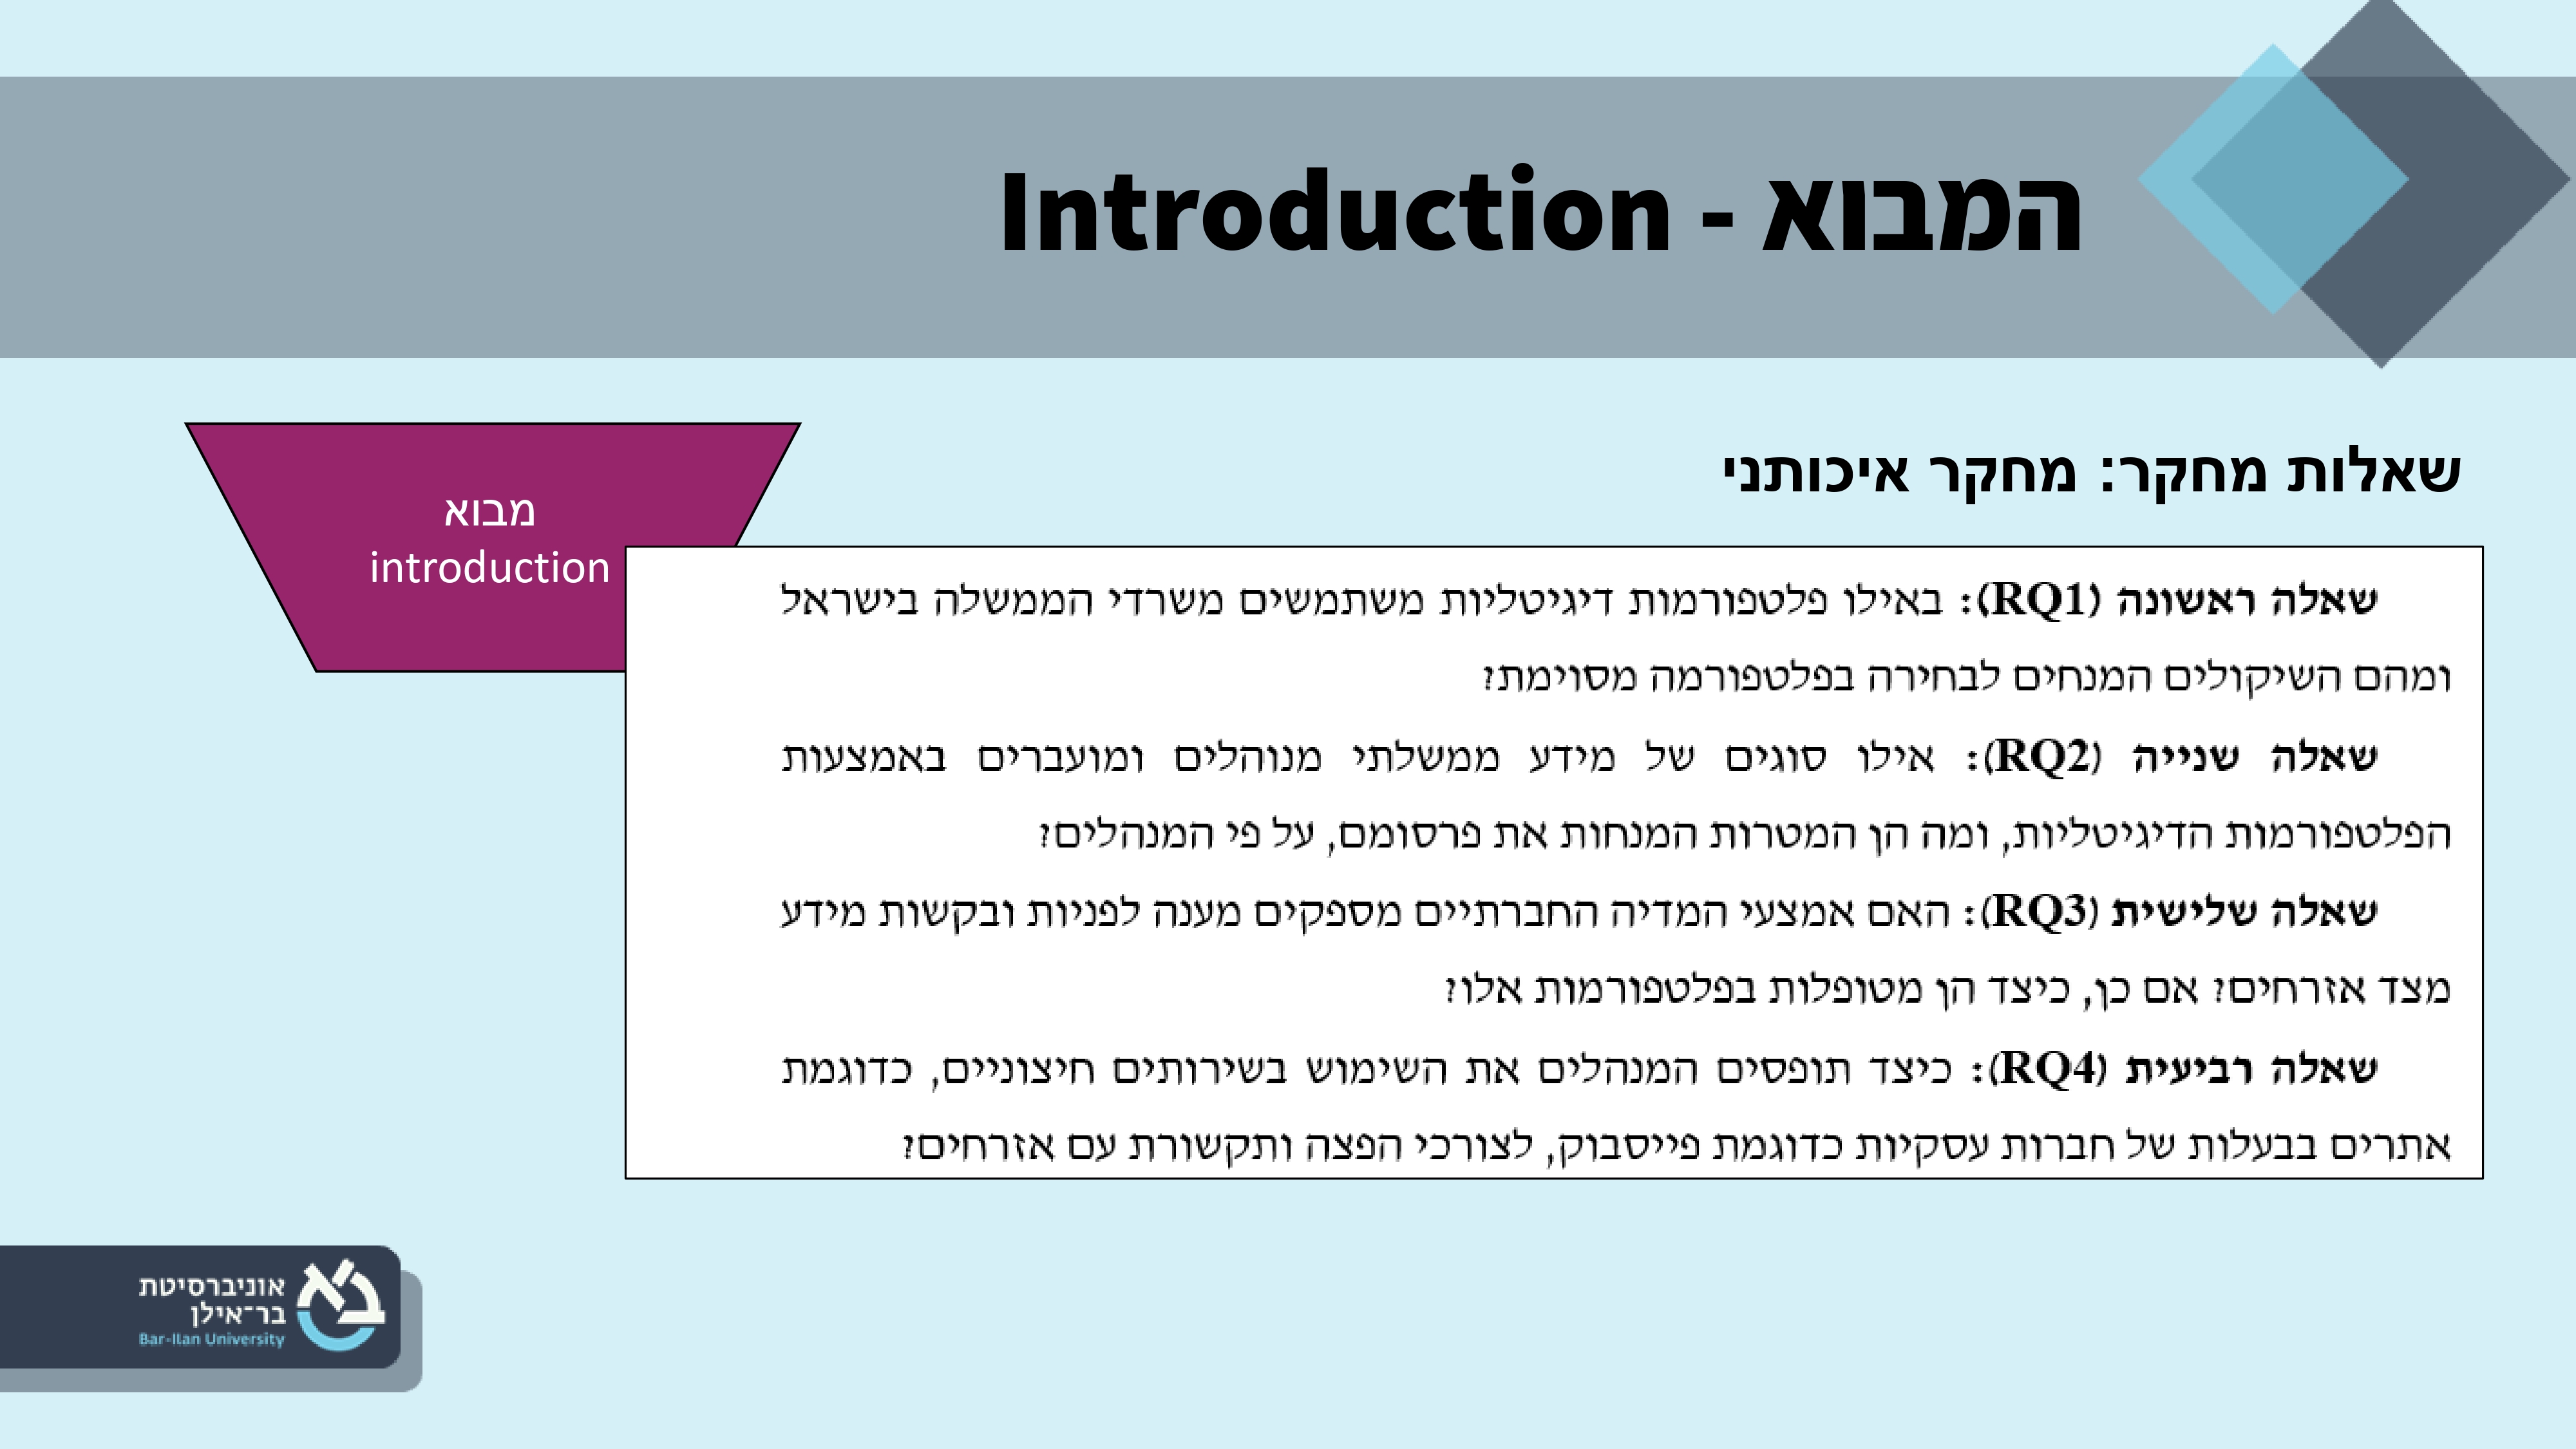 המבוא - Introduction
שאלות מחקר: מחקר איכותני
מבוא
introduction
שאלה ראשונה (RQ1): באילו פלטפורמות דיגיטליות משתמשים משרדי הממשלה בישראל
ומהם השיקולים המנחים לבחירה בפלטפורמה מסוימת?
שאלה שנייה (RQ2): אילו סוגים של מידע ממשלתי מנוהלים ומועברים באמצעות
הפלטפורמות הדיגיטליות, ומה הן המטרות המנחות את פרסומם, על פי המנהלים?
שאלה שלישית (RQ3): האם אמצעי המדיה החברתיים מספקים מענה לפניות ובקשות מידע
מצד אזרחים? אם כן, כיצד הן מטופלות בפלטפורמות אלו?
שאלה רביעית (RQ4): כיצד תופסים המנהלים את השימוש בשירותים חיצוניים, כדוגמת
אתרים בבעלות של חברות עסקיות כדוגמת פייסבוק, לצורכי הפצה ותקשורת עם אזרחים?
אוניברסיטת
בר־אילן
Bar-Ilan University